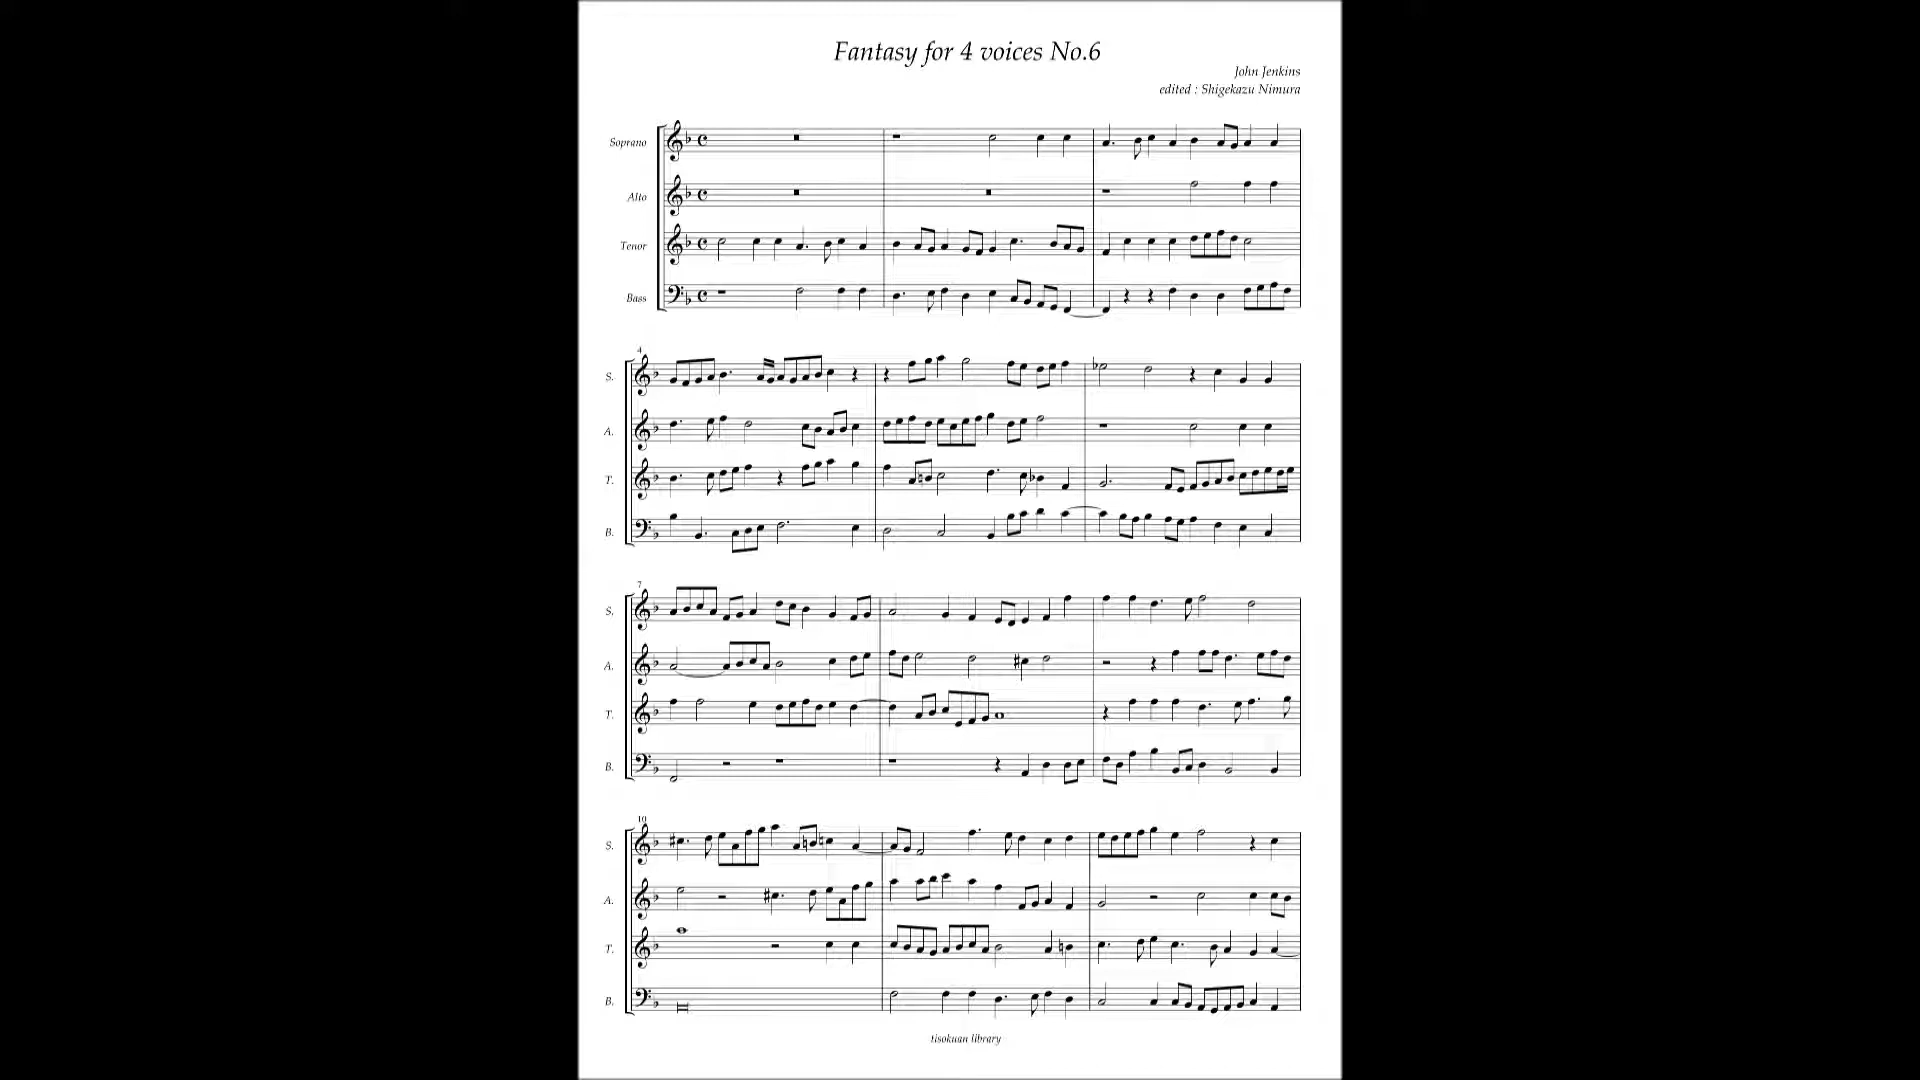 Fantasy for 4 voices No.6
John Jenkins
edited : Shigekazu Nimura
Soprano
Alto
Tenor
Bass
4
S.
A.
T.
B.
7
S.
A.
T.
B.
10
S.
A.
T.
B.
tisokuan library